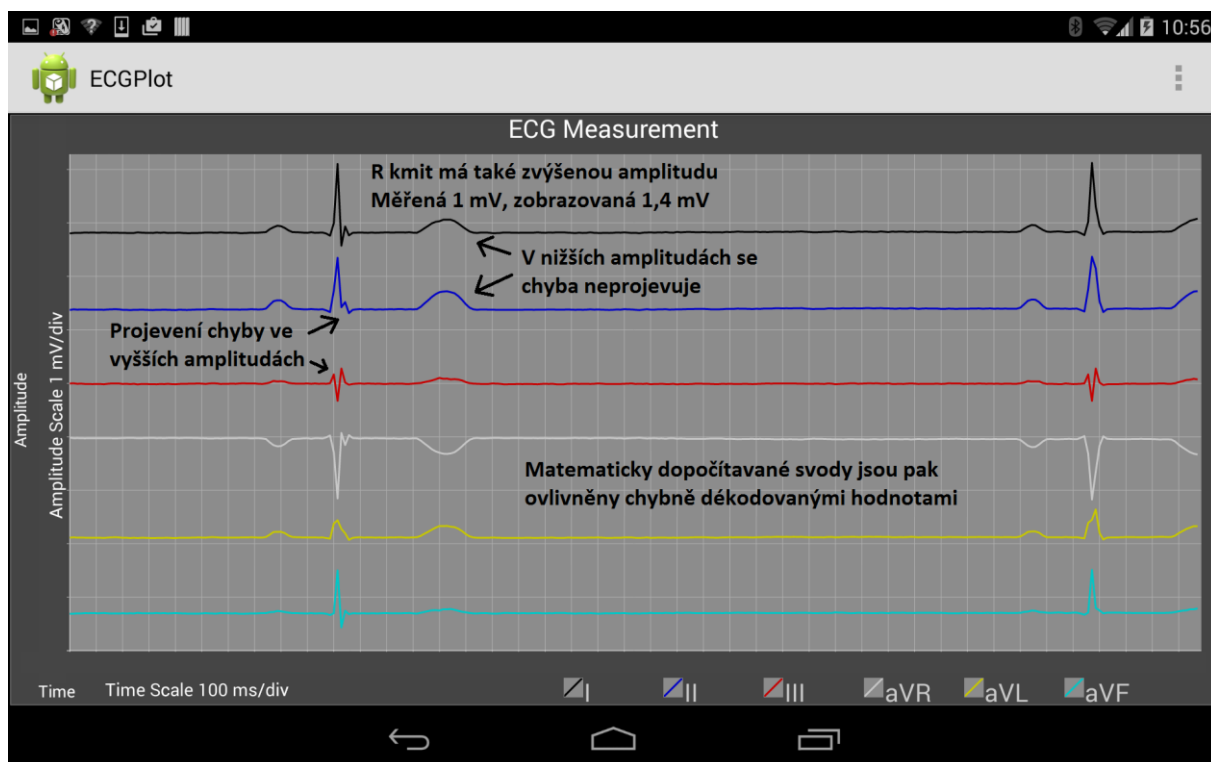 10:56
ECGPlot
ECG Measurement
R kmit má také zvýšenou amplitudu
Měřená 1 mV, zobrazovaná 1,4 mV
V nižších amplitudách se
chyba neprojevuje
Projevení chyby ve
vyšších amplitudách
Matematicky dopočítavané svody jsou pak
ovlivněny chybně dékodovanými hodnotami
Amplitude
Amplitude Scale 1 mV/div
Time
Time Scale 100 ms/div
I
II
III
aVR
aVL
aVF